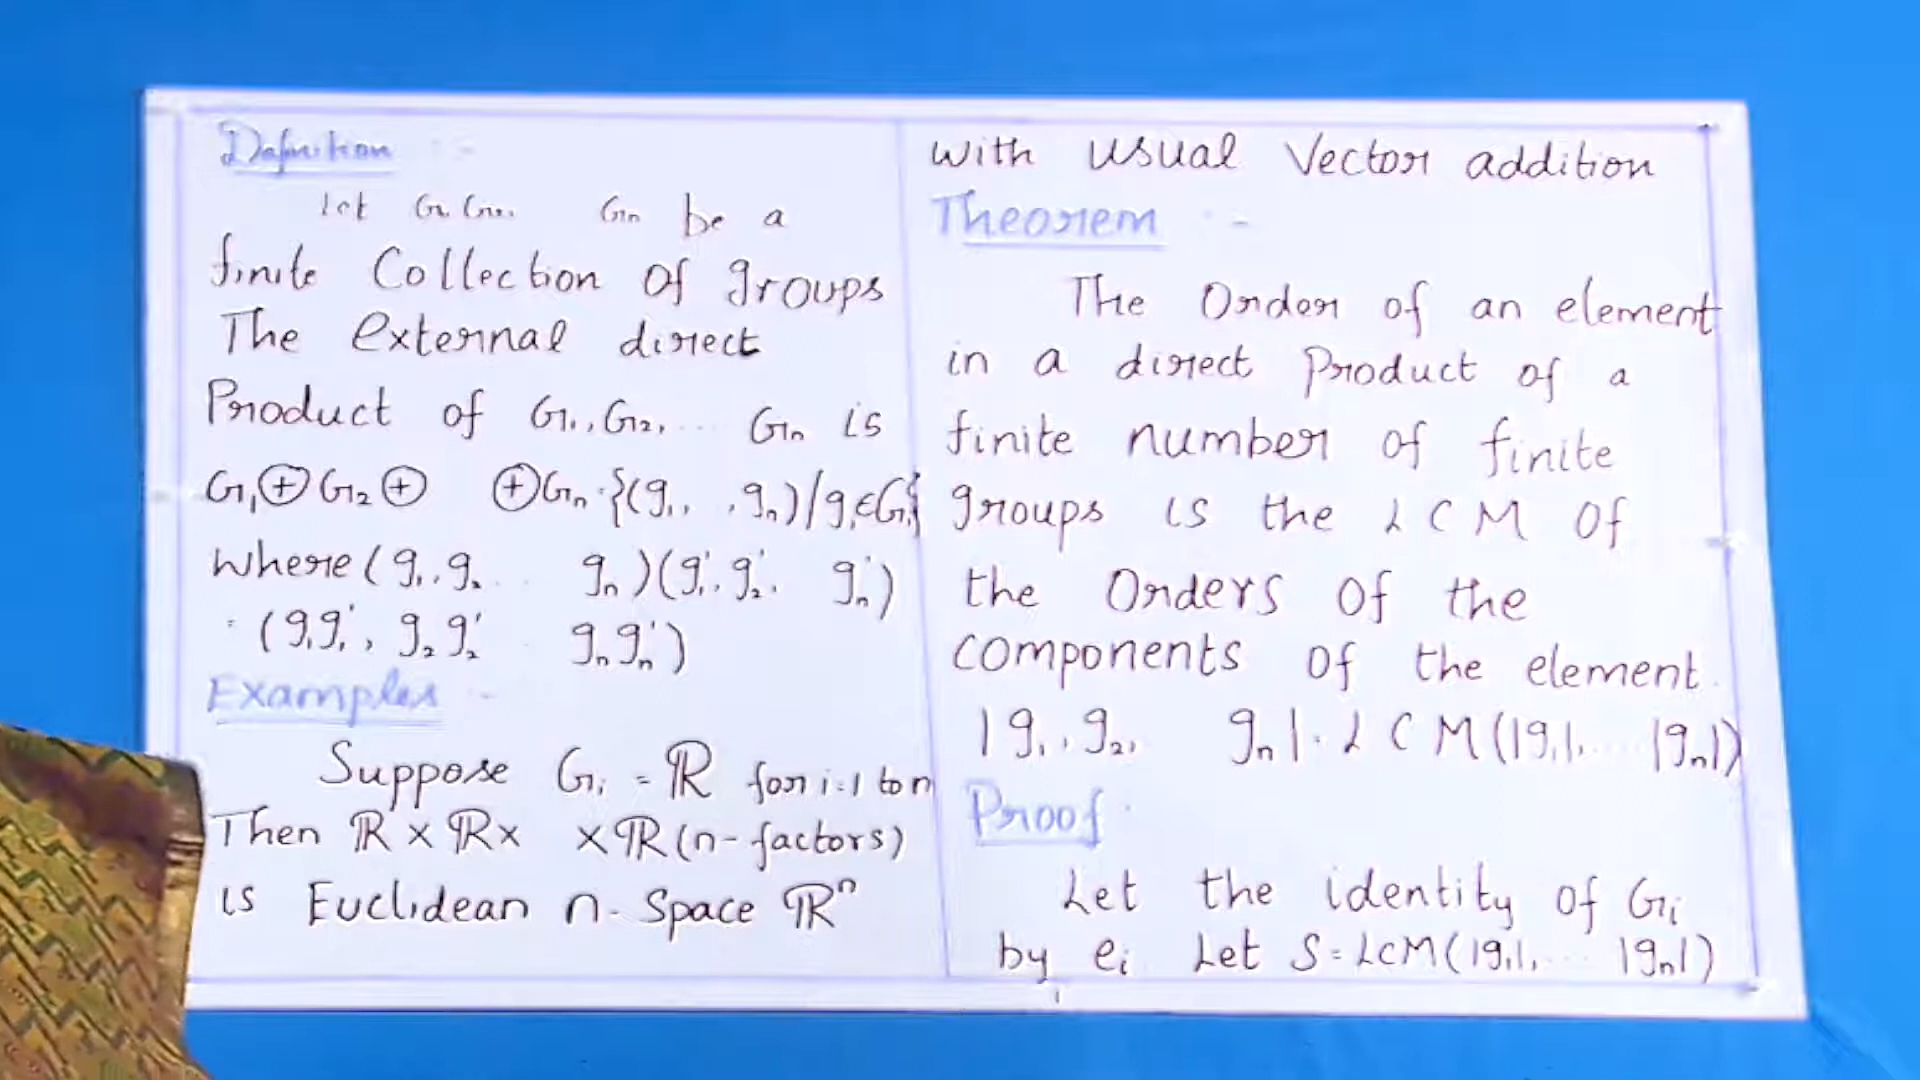 Definition :-
Let G1, G2, Gn be a
finite Collection of groups
The external direct
Product of G1, G2, ... Gn is
G1⊕G2⊕ ⊕Gn = {(g1, , gn)/gi∈Gi}
where (g1, g2 .. gn)(g1', g2', gn')
= (g1g1', g2g2' gngn')
Examples :-
Suppose Gi = ℝ for i=1 to n
Then ℝ × ℝ × × ℝ (n-factors)
is Euclidean n-Space ℝⁿ
with usual Vector addition
Theorem :-
The Order of an element
in a direct Product of a
finite number of finite
groups is the LCM of
the Orders of the
components of the element.
|g1, g2, gn| = LCM(|g1|, ... |gn|)
Proof:
Let the identity of Gi
by ei Let S = LCM(|g1|, ... |gn|)